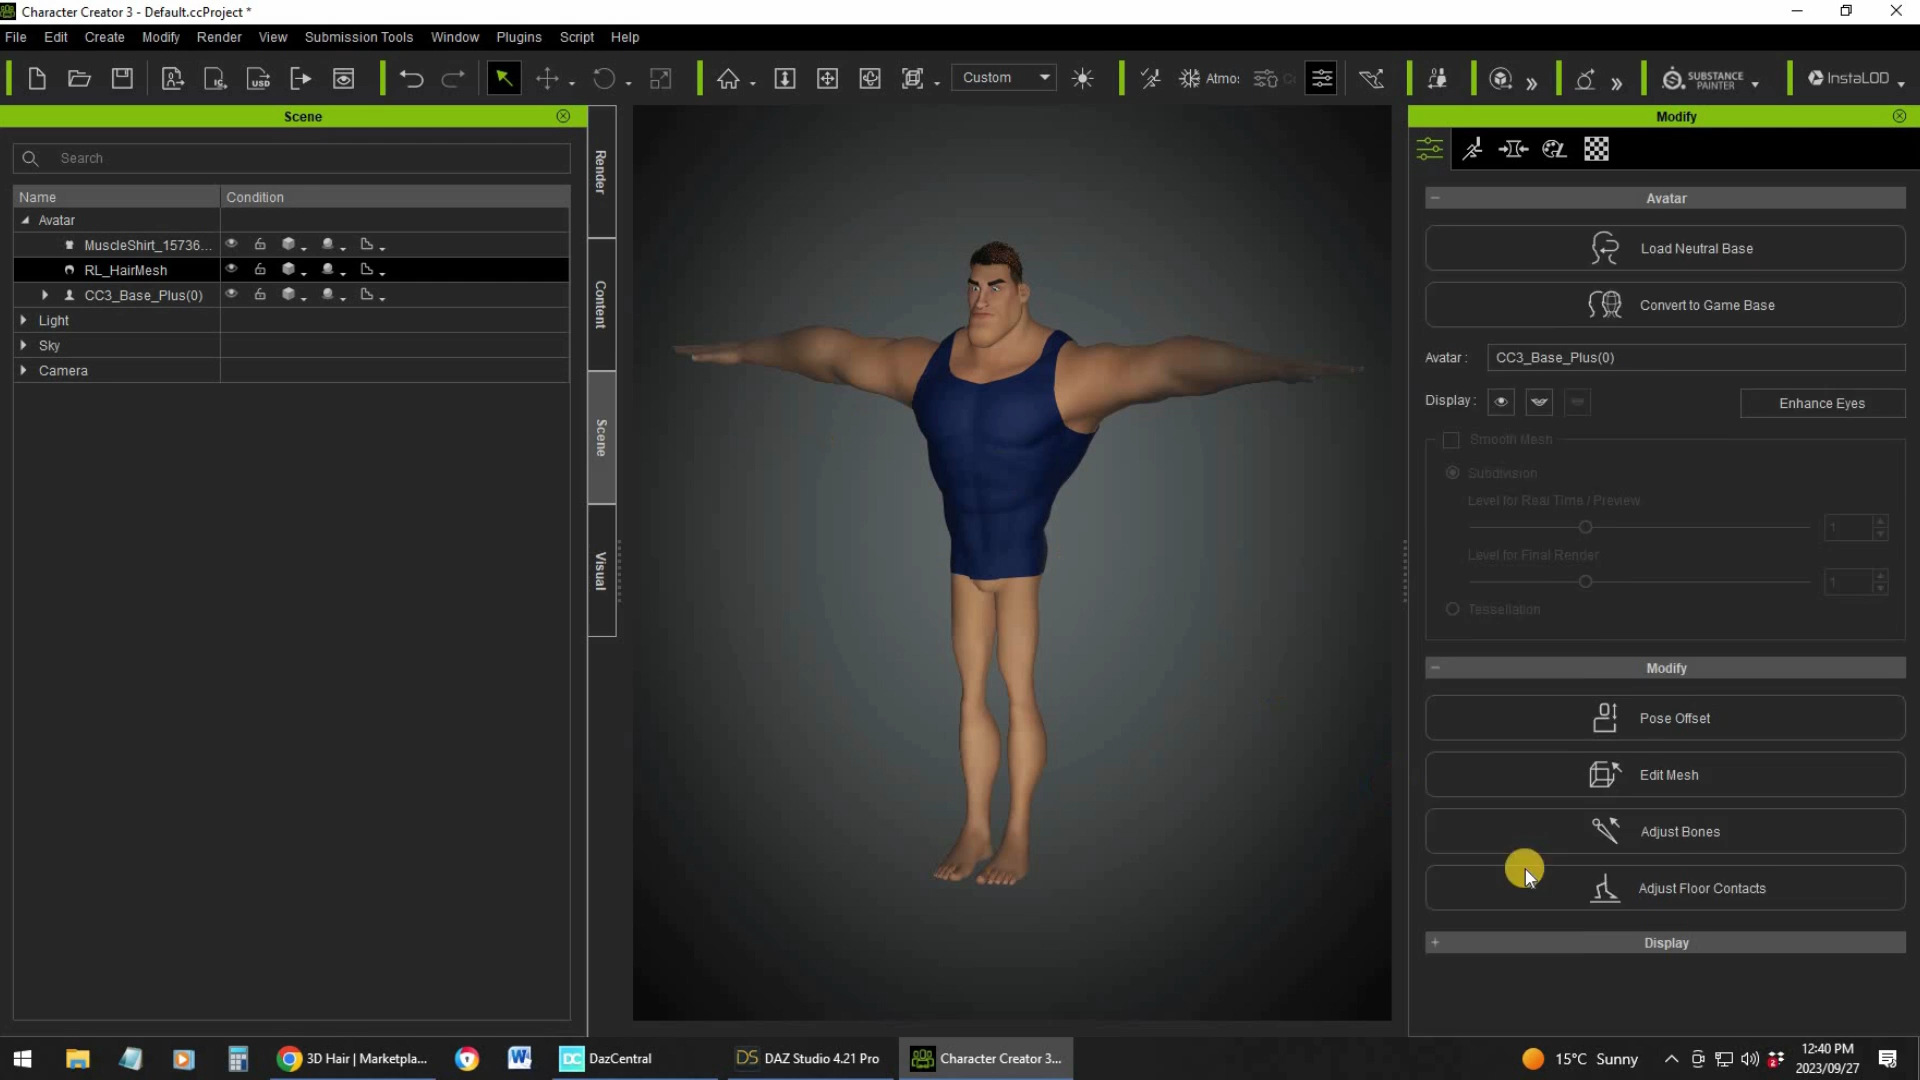 Character Creator 3 - Default.ccProject *
File Edit Create Modify Render View Submission Tools Window Plugins Script Help
Custom
Atmo:
SUBSTANCE
PAINTER
InstaLOD
Scene
Search
Name Condition
Avatar
MuscleShirt_15736...
RL_HairMesh
CC3_Base_Plus(0)
Light
Sky
Camera
Render
Content
Scene
Visual
Modify
Avatar
Load Neutral Base
Convert to Game Base
Avatar : CC3_Base_Plus(0)
Display :
Enhance Eyes
Smooth Mesh
Subdivision
Level for Real Time / Preview
1
Level for Final Render
1
Tessellation
Modify
Pose Offset
Edit Mesh
Adjust Bones
Adjust Floor Contacts
Display
3D Hair | Marketpla...
DC DazCentral
DS DAZ Studio 4.21 Pro
Character Creator 3...
15°C Sunny
12:40 PM
2023/09/27